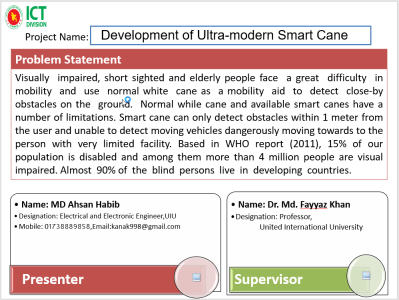 ICT
DIVISION
Project Name: Development of Ultra-modern Smart Cane
Problem Statement
Visually impaired, short sighted and elderly people face a great difficulty in
mobility and use normal white cane as a mobility aid to detect close-by
obstacles on the ground. Normal while cane and available smart canes have a
number of limitations. Smart cane can only detect obstacles within 1 meter from
the user and unable to detect moving vehicles dangerously moving towards to the
person with very limited facility. Based in WHO report (2011), 15% of our
population is disabled and among them more than 4 million people are visual
impaired. Almost 90% of the blind persons live in developing countries.
• Name: MD Ahsan Habib
• Designation: Electrical and Electronic Engineer,UIU
• Mobile: 01738889858,Email:kanak998@gmail.com
Presenter
• Name: Dr. Md. Fayyaz Khan
• Designation: Professor,
United International University
Supervisor